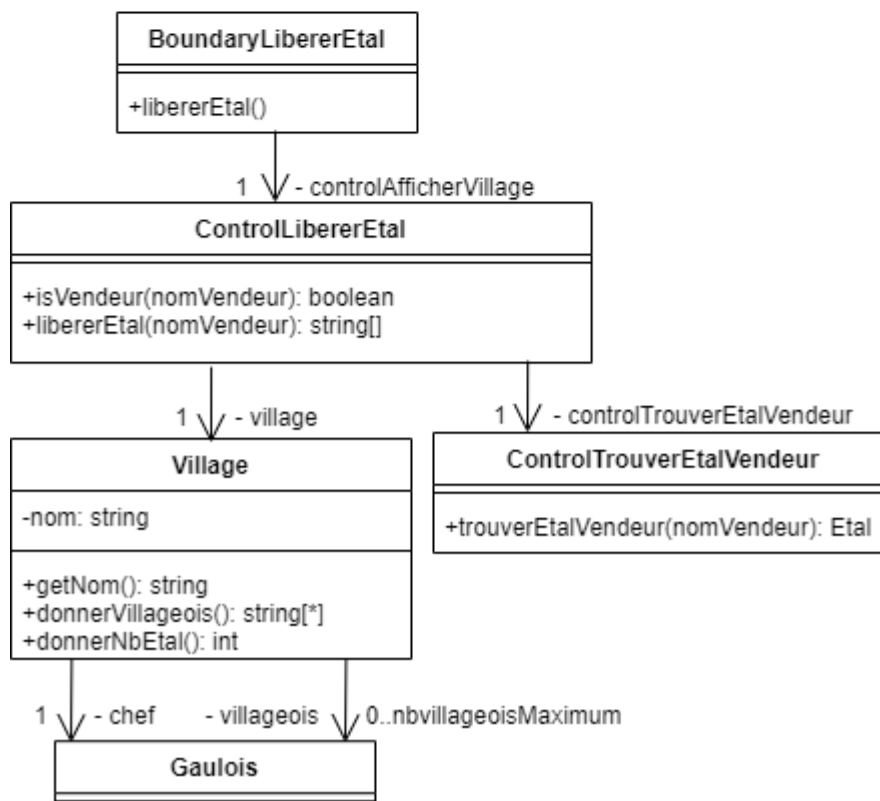 BoundaryLibererEtal
+libererEtal()
1 - controlAfficherVillage
ControlLibererEtal
+isVendeur(nomVendeur): boolean
+libererEtal(nomVendeur): string[]
1 - village
1 - controlTrouverEtalVendeur
Village
-nom: string
+getNom(): string
+donnerVillageois(): string[*]
+donnerNbEtal(): int
ControlTrouverEtalVendeur
+trouverEtalVendeur(nomVendeur): Etal
1 - chef
- villageois 0..nbvillageoisMaximum
Gaulois